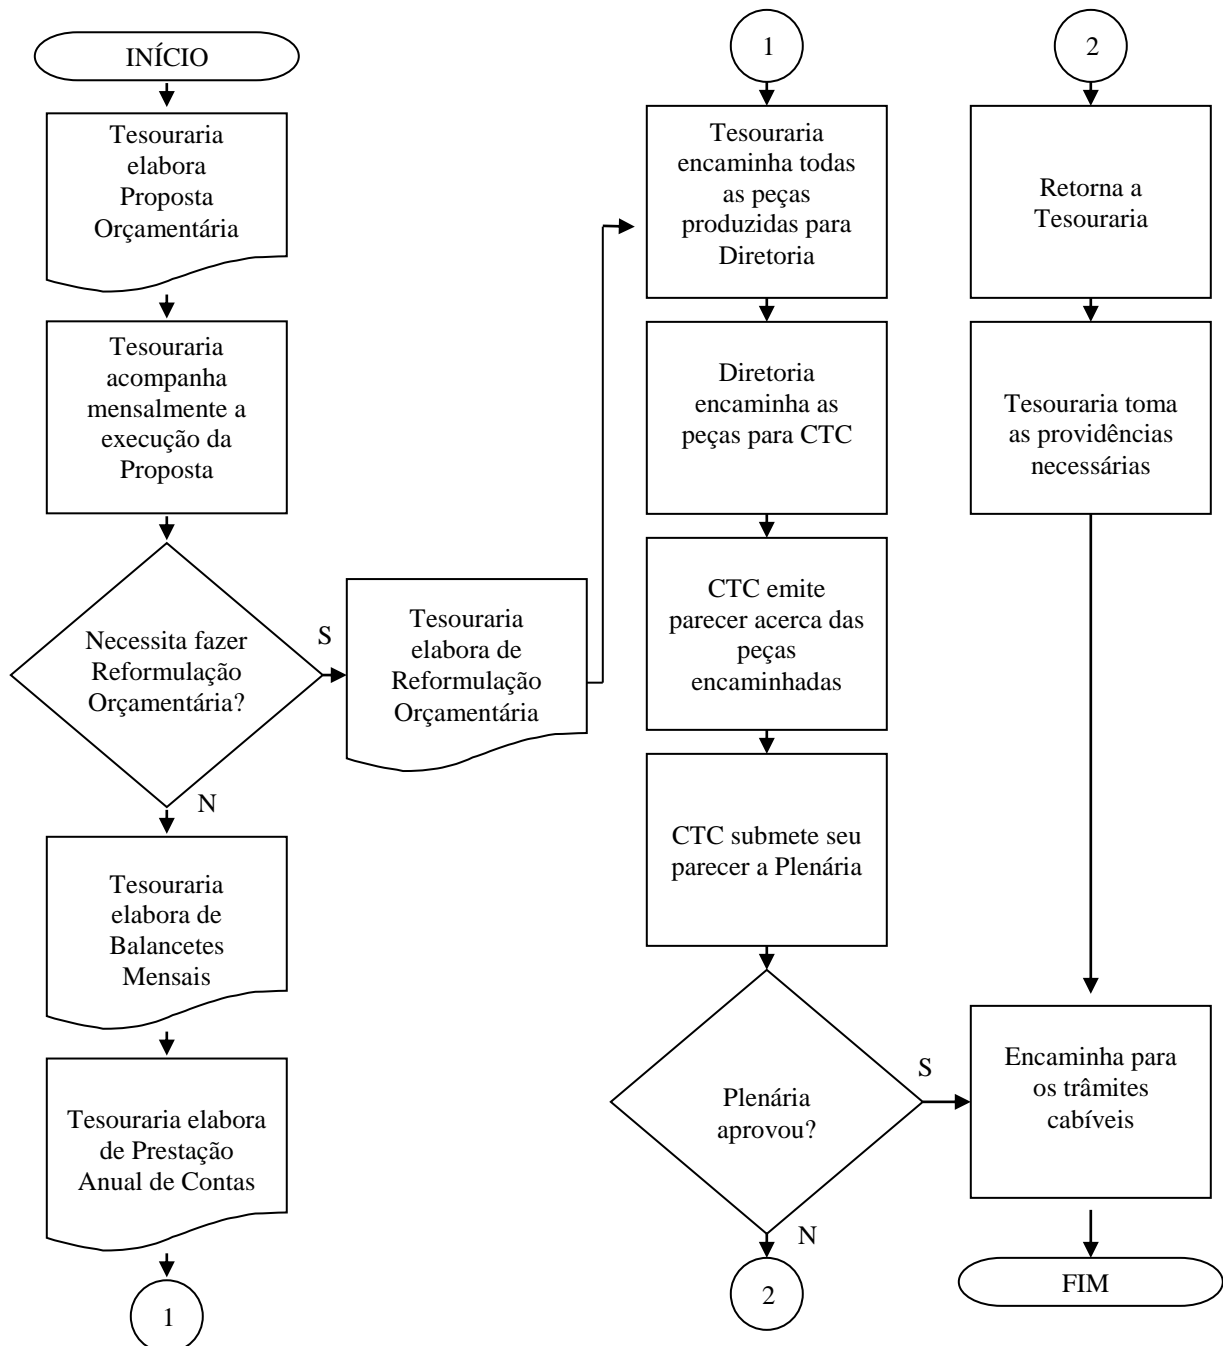 INÍCIO
Tesouraria
elabora
Proposta
Orçamentária
Tesouraria
acompanha
mensalmente a
execução da
Proposta
Necessita fazer
Reformulação
Orçamentária?
S
N
Tesouraria
elabora de
Reformulação
Orçamentária
Tesouraria
elabora de
Balancetes
Mensais
Tesouraria elabora
de Prestação
Anual de Contas
1
1
Tesouraria
encaminha todas
as peças
produzidas para
Diretoria
Diretoria
encaminha as
peças para CTC
CTC emite
parecer acerca das
peças
encaminhadas
CTC submete seu
parecer a Plenária
Plenária
aprovou?
S
N
2
2
Retorna a
Tesouraria
Tesouraria toma
as providências
necessárias
Encaminha para
os trâmites
cabíveis
FIM